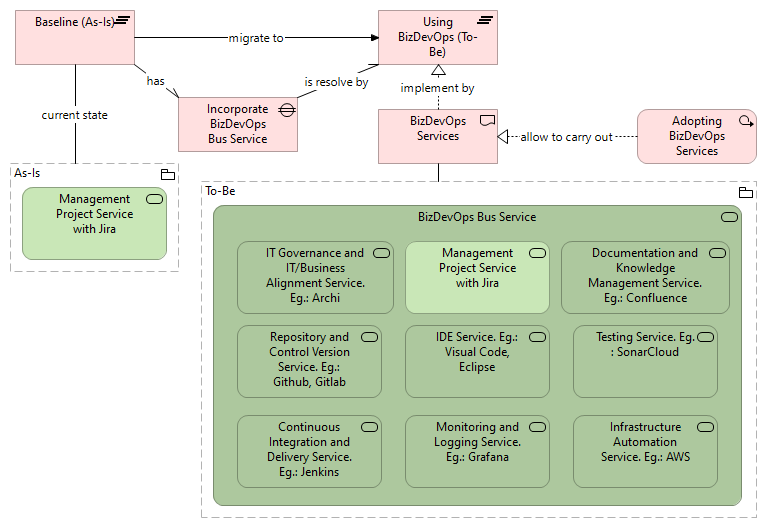 Baseline (As-Is)
Using
BizDevOps (To-
Be)
migrate to
has
is resolve by
Incorporate
BizDevOps
Bus Service
current state
implement by
BizDevOps
Services
allow to carry out
Adopting
BizDevOps
Services
As-Is
Management
Project Service
with Jira
To-Be
BizDevOps Bus Service
IT Governance and
IT/Business
Alignment Service.
Eg.: Archi
Management
Project Service
with Jira
Documentation and
Knowledge
Management Service.
Eg.: Confluence
Repository and
Control Version
Service. Eg.:
Github, Gitlab
IDE Service. Eg.:
Visual Code,
Eclipse
Testing Service. Eg.
: SonarCloud
Continuous
Integration and
Delivery Service.
Eg.: Jenkins
Monitoring and
Logging Service.
Eg.: Grafana
Infrastructure
Automation
Service. Eg.: AWS